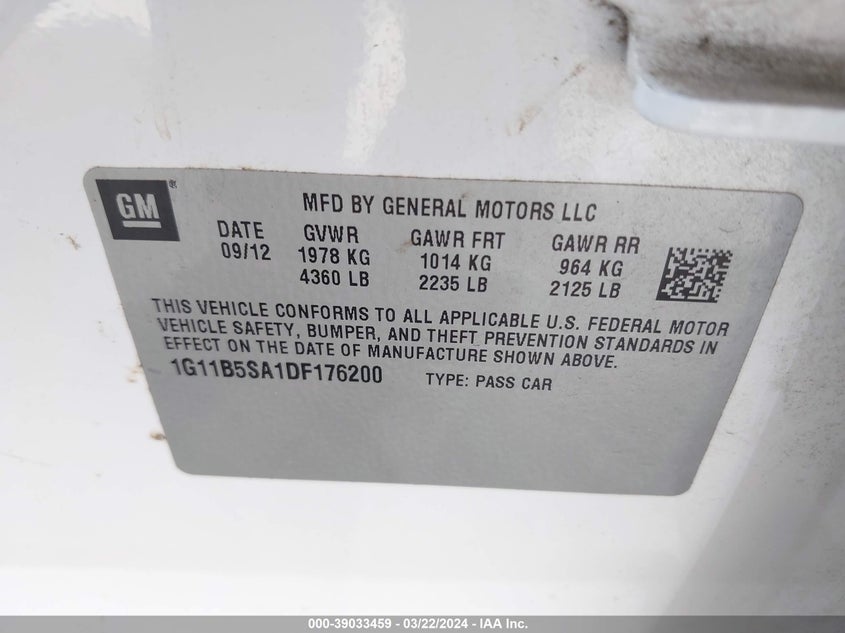 GM®
MFD BY GENERAL MOTORS LLC
DATE GVWR GAWR FRT GAWR RR
09/12 1978 KG 1014 KG 964 KG
4360 LB 2235 LB 2125 LB
THIS VEHICLE CONFORMS TO ALL APPLICABLE U.S. FEDERAL MOTOR
VEHICLE SAFETY, BUMPER, AND THEFT PREVENTION STANDARDS IN
EFFECT ON THE DATE OF MANUFACTURE SHOWN ABOVE.
1G11B5SA1DF176200 TYPE: PASS CAR
000-39033459 - 03/22/2024 - IAA Inc.